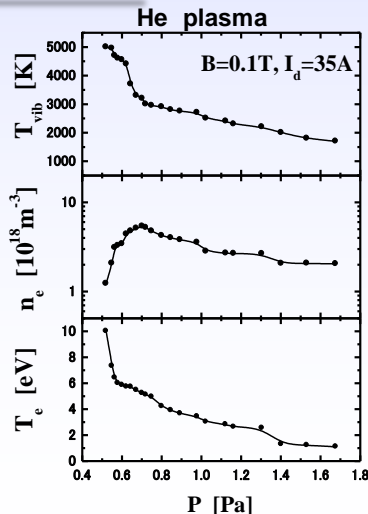 He plasma
B=0.1T, I_d=35A
T_vib [K]
5000
4000
3000
2000
1000
n_e [10^18 m^-3]
10
1
T_e [eV]
10
8
6
4
2
0
0.4 0.6 0.8 1.0 1.2 1.4 1.6 1.8
P [Pa]